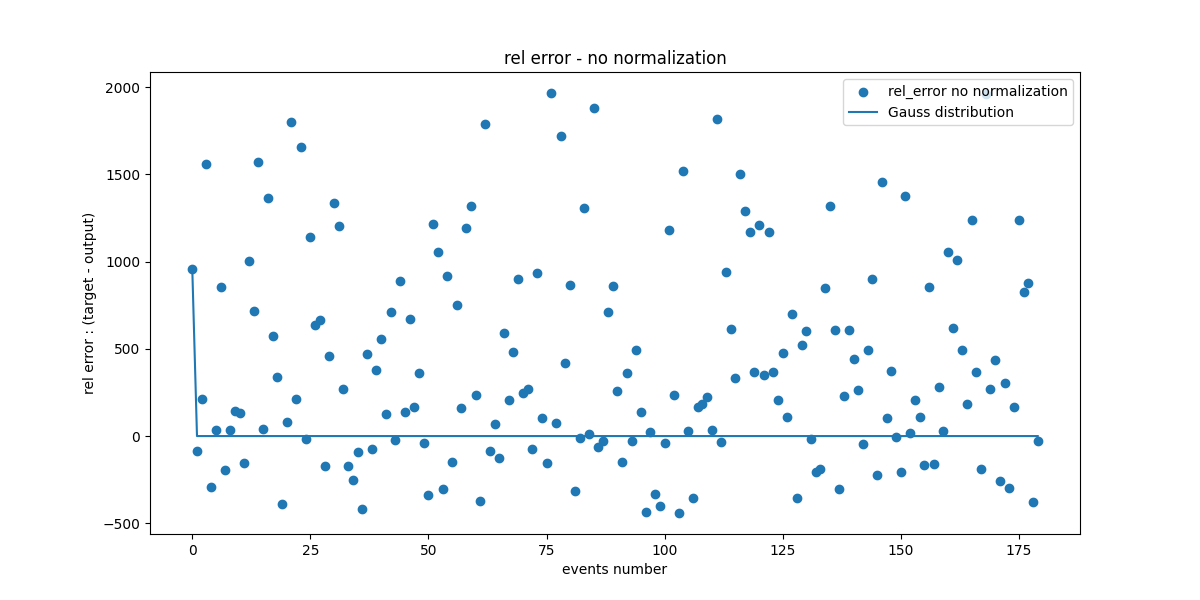 rel error - no normalization
rel_error no normalization
Gauss distribution
rel error : (target - output)
2000
1500
1000
500
0
−500
0
25
50
75
100
125
150
175
events number